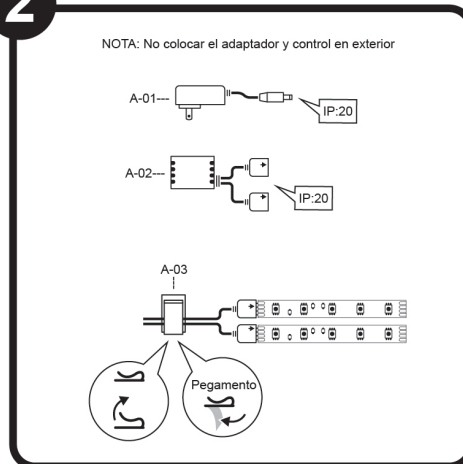 2
NOTA: No colocar el adaptador y control en exterior
A-01---
IP:20
A-02---
IP:20
A-03
Pegamento